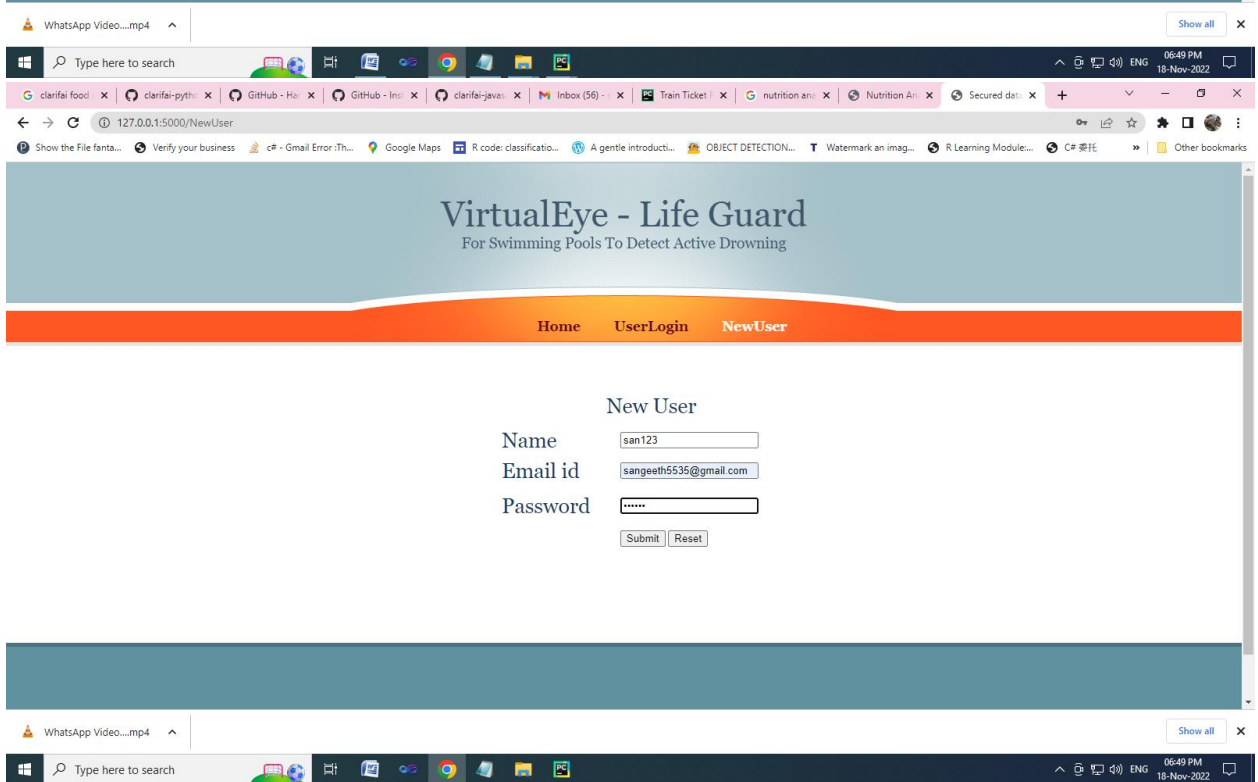 WhatsApp Video....mp4 Show all
Type here to search ENG 06:49 PM
18-Nov-2022
clarifai food clarifai-pytho GitHub - Ha GitHub - Inst clarifai-javas Inbox (56) - Train Ticket nutrition ana Nutrition An Secured data
127.0.0.1:5000/NewUser
Show the File fanta... Verify your business c# - Gmail Error :Th... Google Maps R code: classificatio... A gentle introducti... OBJECT DETECTION... Watermark an imag... R Learning Module:... C# 委托 » Other bookmarks
VirtualEye - Life Guard
For Swimming Pools To Detect Active Drowning
Home UserLogin NewUser
New User
Name san123
Email id sangeeth5535@gmail.com
Password ••••••
Submit Reset
WhatsApp Video....mp4 Show all
Type here to search ENG 06:49 PM
18-Nov-2022